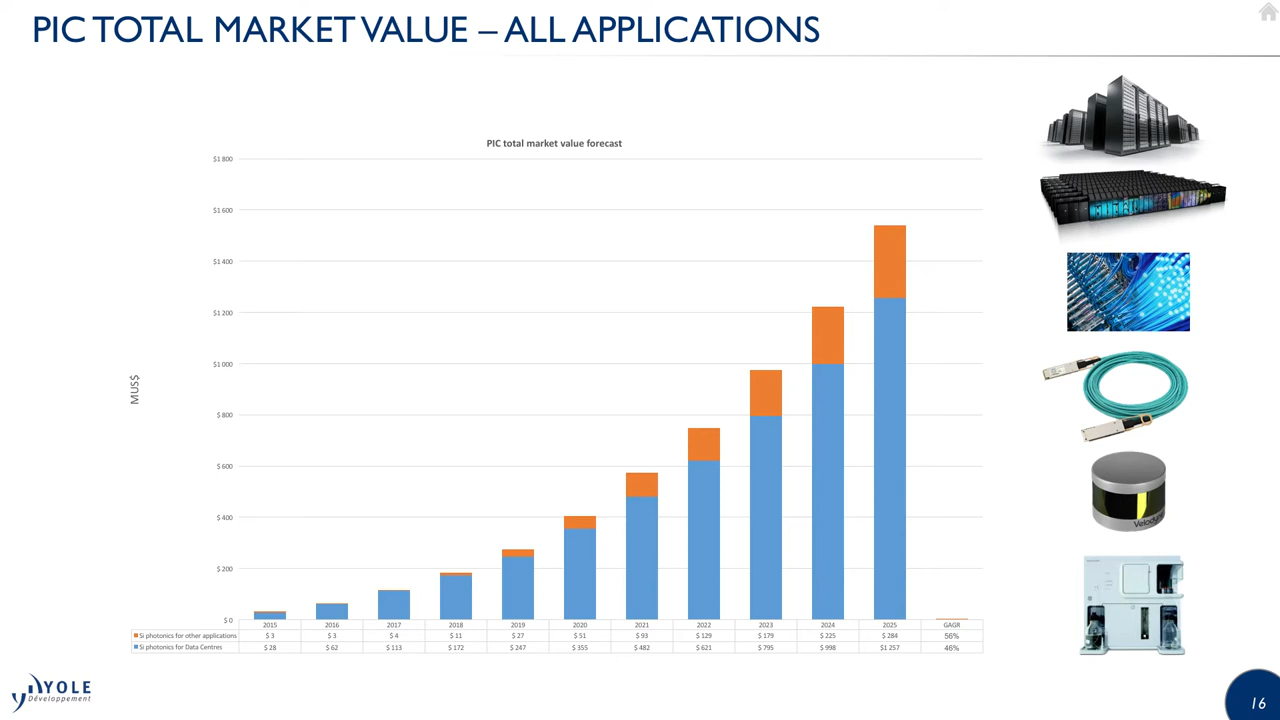 PIC TOTAL MARKET VALUE – ALL APPLICATIONS
PIC total market value forecast
$1 800
$1 600
$1 400
$1 200
$1 000
$ 800
$ 600
$ 400
$ 200
$ 0
MUS$
2015 2016 2017 2018 2019 2020 2021 2022 2023 2024 2025 GAGR
Si photonics for other applications $ 3 $ 3 $ 4 $ 11 $ 27 $ 51 $ 93 $ 129 $ 179 $ 225 $ 284 56%
Si photonics for Data Centres $ 28 $ 62 $ 113 $ 172 $ 247 $ 355 $ 482 $ 621 $ 795 $ 998 $1 257 46%
Velodyne
YOLE
Développement
16